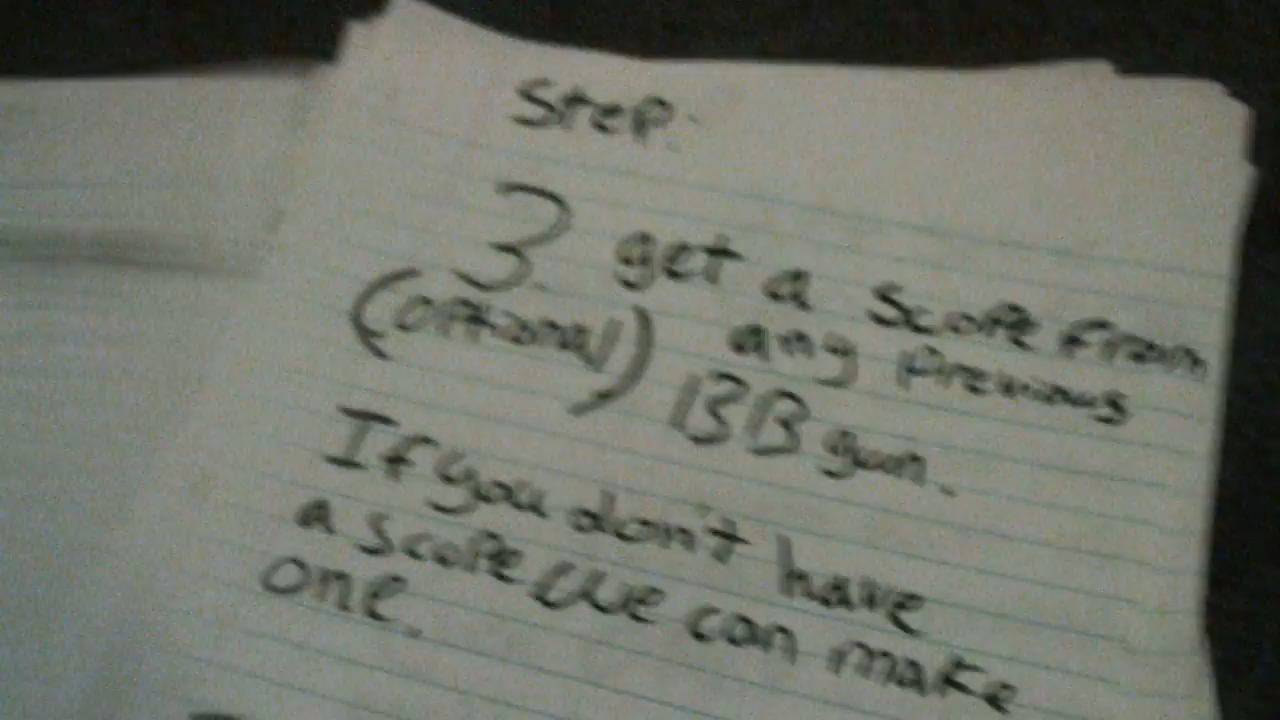 Step:
3. get a scope from
(optional) any previous
BB gun.
If you don't have
a scope we can make
one.